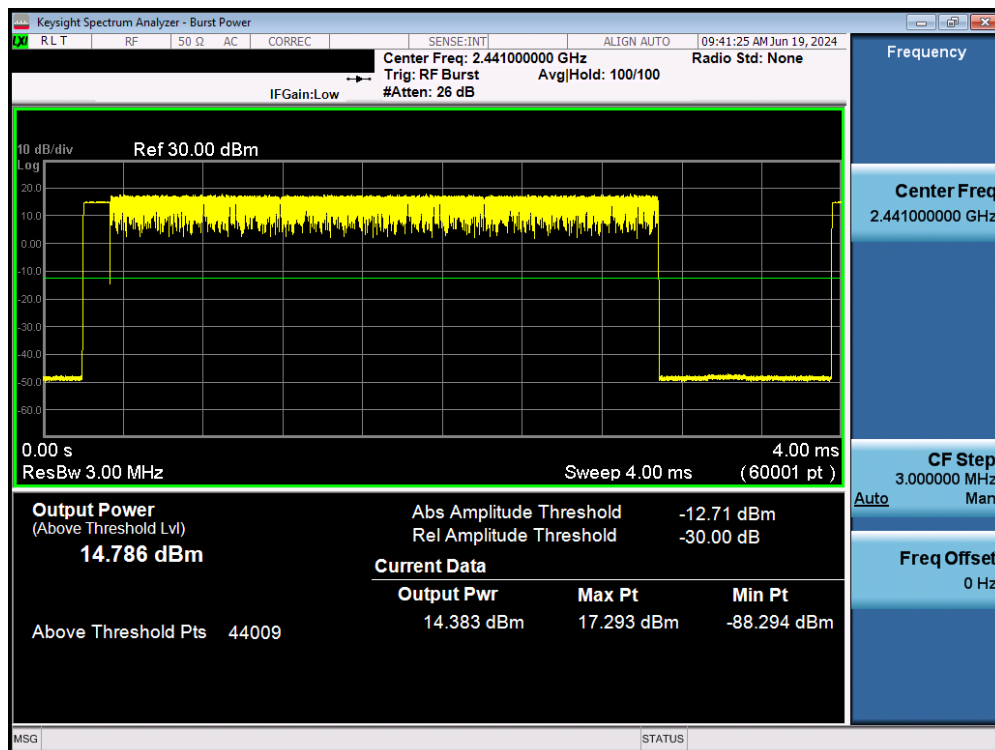 Keysight Spectrum Analyzer - Burst Power
LXI RLT RF 50 Ω AC CORREC SENSE:INT ALIGN AUTO 09:41:25 AM Jun 19, 2024
Center Freq: 2.441000000 GHz Radio Std: None
Trig: RF Burst Avg|Hold: 100/100
IFGain:Low #Atten: 26 dB
10 dB/div Ref 30.00 dBm
Log
20.0
10.0
0.00
-10.0
-20.0
-30.0
-40.0
-50.0
-60.0
0.00 s 4.00 ms
ResBw 3.00 MHz Sweep 4.00 ms (60001 pt)
Output Power
(Above Threshold Lvl)
14.786 dBm
Above Threshold Pts 44009
Abs Amplitude Threshold -12.71 dBm
Rel Amplitude Threshold -30.00 dB
Current Data
Output Pwr Max Pt Min Pt
14.383 dBm 17.293 dBm -88.294 dBm
Frequency
Center Freq
2.441000000 GHz
CF Step
3.000000 MHz
Auto Man
Freq Offset
0 Hz
MSG STATUS